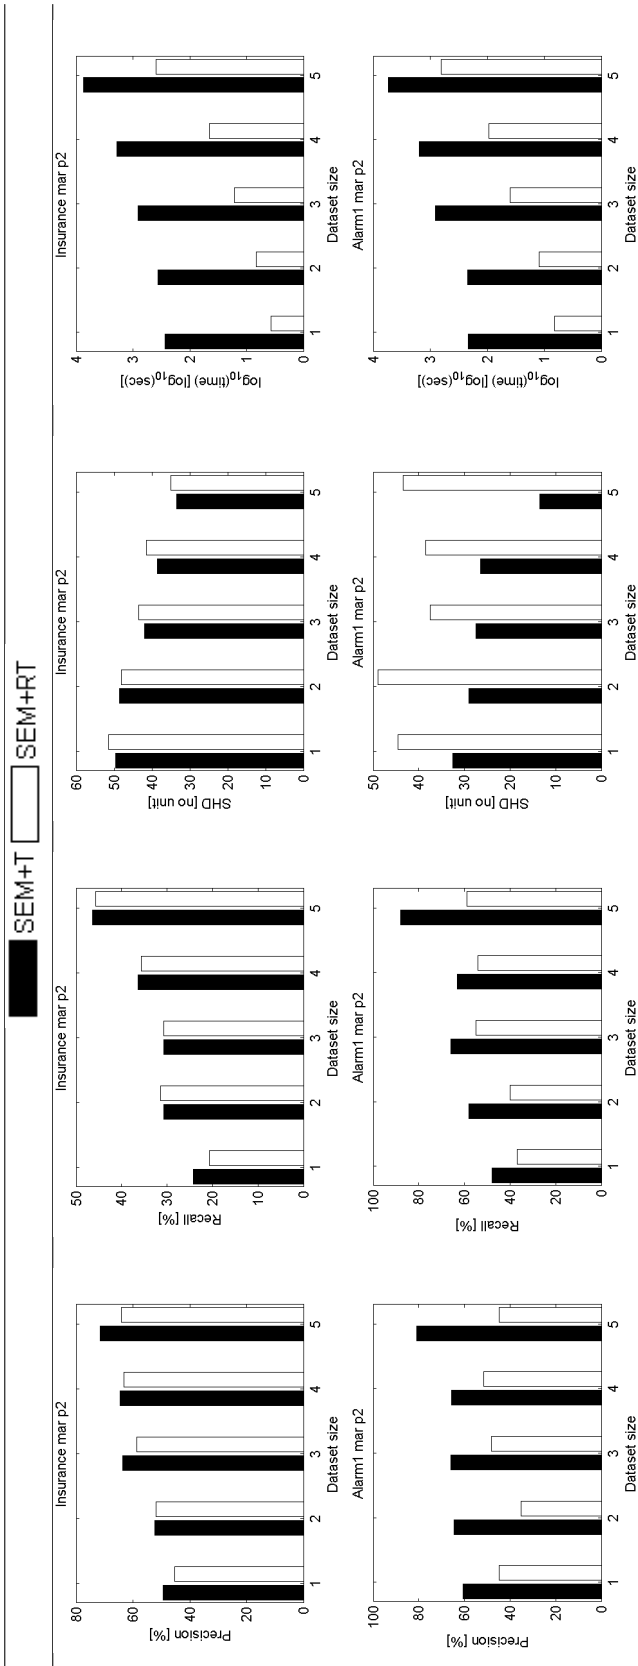 SEM+T SEM+RT
Insurance mar p2
Precision [%]
80
60
40
20
0
1 2 3 4 5
Dataset size
Insurance mar p2
Recall [%]
50
40
30
20
10
0
1 2 3 4 5
Dataset size
Insurance mar p2
SHD [no unit]
60
50
40
30
20
10
0
1 2 3 4 5
Dataset size
Insurance mar p2
log10(time) [log10(sec)]
4
3
2
1
0
1 2 3 4 5
Dataset size
Alarm1 mar p2
Precision [%]
100
80
60
40
20
0
1 2 3 4 5
Dataset size
Alarm1 mar p2
Recall [%]
100
80
60
40
20
0
1 2 3 4 5
Dataset size
Alarm1 mar p2
SHD [no unit]
50
40
30
20
10
0
1 2 3 4 5
Dataset size
Alarm1 mar p2
log10(time) [log10(sec)]
4
3
2
1
0
1 2 3 4 5
Dataset size